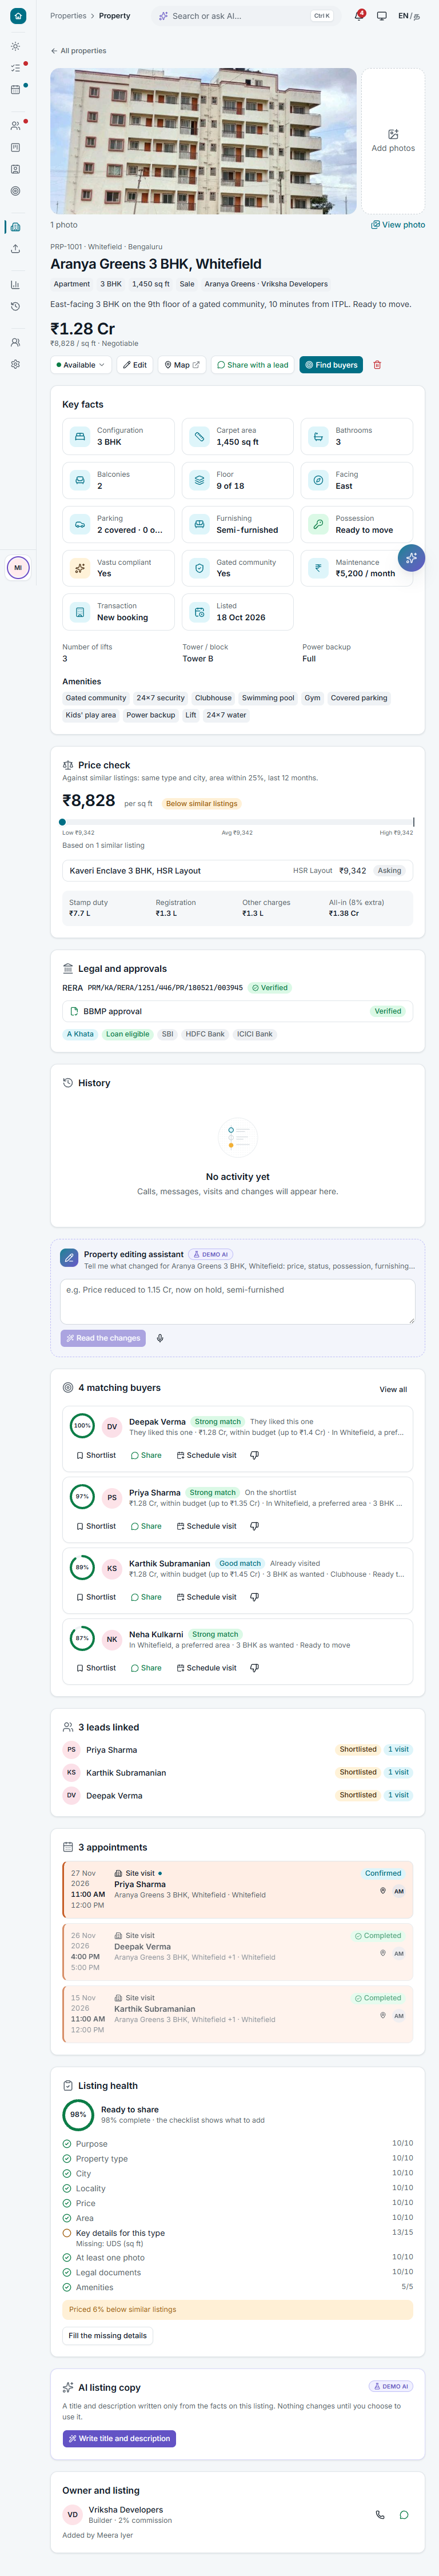 Properties > Property
Search or ask AI...
Ctrl K
4
EN /
← All properties
Add photos
1 photo
View photo
PRP-1001 · Whitefield · Bengaluru
Aranya Greens 3 BHK, Whitefield
Apartment 3 BHK 1,450 sq ft Sale Aranya Greens · Vriksha Developers
East-facing 3 BHK on the 9th floor of a gated community, 10 minutes from ITPL. Ready to move.
₹1.28 Cr
₹8,828 / sq ft · Negotiable
Available Edit Map Share with a lead Find buyers
Key facts
Configuration
3 BHK
Carpet area
1,450 sq ft
Bathrooms
3
Balconies
2
Floor
9 of 18
Facing
East
Parking
2 covered · 0 o...
Furnishing
Semi-furnished
Possession
Ready to move
Vastu compliant
Yes
Gated community
Yes
Maintenance
₹5,200 / month
MI
Transaction
New booking
Listed
18 Oct 2026
Number of lifts
3
Tower / block
Tower B
Power backup
Full
Amenities
Gated community 24×7 security Clubhouse Swimming pool Gym Covered parking
Kids' play area Power backup Lift 24×7 water
Price check
Against similar listings: same type and city, area within 25%, last 12 months.
₹8,828 per sq ft Below similar listings
Low ₹9,342 Avg ₹9,342 High ₹9,342
Based on 1 similar listing
Kaveri Enclave 3 BHK, HSR Layout HSR Layout ₹9,342 Asking
Stamp duty
₹7.7 L
Registration
₹1.3 L
Other charges
₹1.3 L
All-in (8% extra)
₹1.38 Cr
Legal and approvals
RERA PRM/KA/RERA/1251/446/PR/180521/003945 Verified
BBMP approval Verified
A Khata Loan eligible SBI HDFC Bank ICICI Bank
History
No activity yet
Calls, messages, visits and changes will appear here.
Property editing assistant DEMO AI
Tell me what changed for Aranya Greens 3 BHK, Whitefield: price, status, possession, furnishing...
e.g. Price reduced to 1.15 Cr, now on hold, semi-furnished
Read the changes
4 matching buyers View all
100% DV Deepak Verma Strong match They liked this one
They liked this one · ₹1.28 Cr, within budget (up to ₹1.4 Cr) · In Whitefield, a pref...
Shortlist Share Schedule visit
97% PS Priya Sharma Strong match On the shortlist
₹1.28 Cr, within budget (up to ₹1.35 Cr) · In Whitefield, a preferred area · 3 BHK ...
Shortlist Share Schedule visit
89% KS Karthik Subramanian Good match Already visited
₹1.28 Cr, within budget (up to ₹1.45 Cr) · 3 BHK as wanted · Clubhouse · Ready t...
Shortlist Share Schedule visit
87% NK Neha Kulkarni Strong match
In Whitefield, a preferred area · 3 BHK as wanted · Ready to move
Shortlist Share Schedule visit
3 leads linked
PS Priya Sharma Shortlisted 1 visit
KS Karthik Subramanian Shortlisted 1 visit
DV Deepak Verma Shortlisted 1 visit
3 appointments
27 Nov 2026
11:00 AM
12:00 PM
Site visit
Priya Sharma
Aranya Greens 3 BHK, Whitefield · Whitefield
Confirmed
AM
26 Nov 2026
4:00 PM
5:00 PM
Site visit
Deepak Verma
Aranya Greens 3 BHK, Whitefield +1 · Whitefield
Completed
AM
15 Nov 2026
11:00 AM
12:00 PM
Site visit
Karthik Subramanian
Aranya Greens 3 BHK, Whitefield +1 · Whitefield
Completed
AM
Listing health
98% Ready to share
98% complete · the checklist shows what to add
Purpose 10/10
Property type 10/10
City 10/10
Locality 10/10
Price 10/10
Area 10/10
Key details for this type 13/15
Missing: UDS (sq ft)
At least one photo 10/10
Legal documents 10/10
Amenities 5/5
Priced 6% below similar listings
Fill the missing details
AI listing copy DEMO AI
A title and description written only from the facts on this listing. Nothing changes until you choose to
use it.
Write title and description
Owner and listing
VD Vriksha Developers
Builder · 2% commission
Added by Meera Iyer